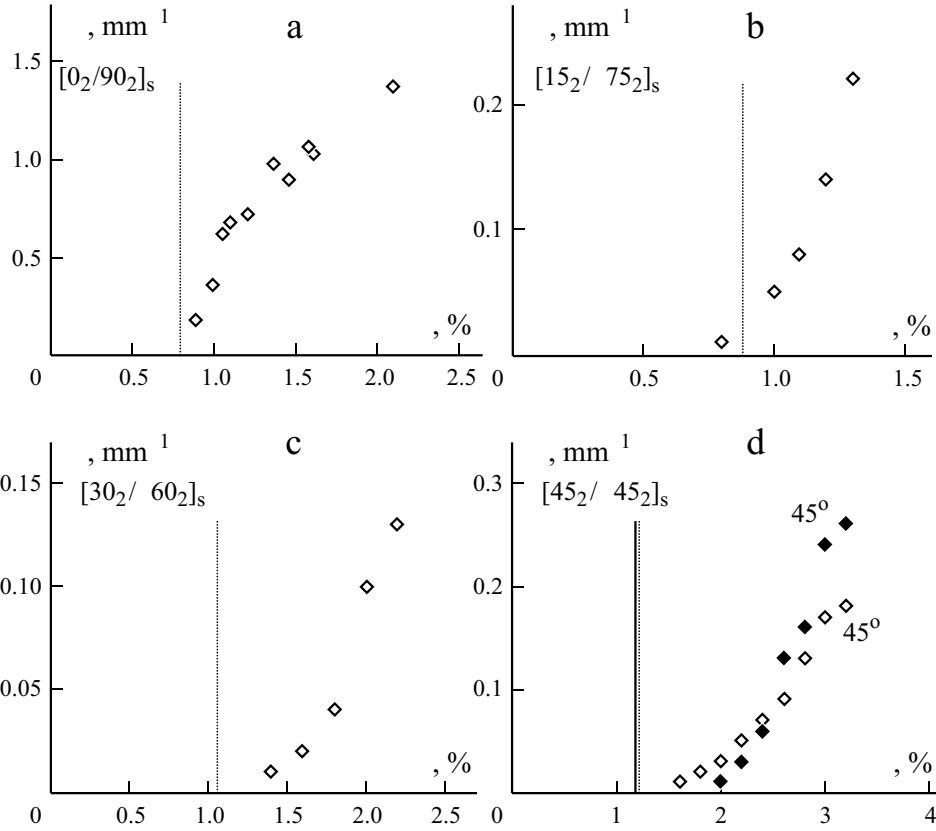 a
, mm ¹
[0₂/90₂]ₛ
1.5
1.0
0.5
, %
0 0.5 1.0 1.5 2.0 2.5
b
, mm ¹
[15₂/ 75₂]ₛ
0.2
0.1
, %
0 0.5 1.0 1.5
c
, mm ¹
[30₂/ 60₂]ₛ
0.15
0.10
0.05
, %
0 0.5 1.0 1.5 2.0 2.5
d
, mm ¹
[45₂/ 45₂]ₛ
0.3
45°
0.2
45°
0.1
, %
0 1 2 3 4